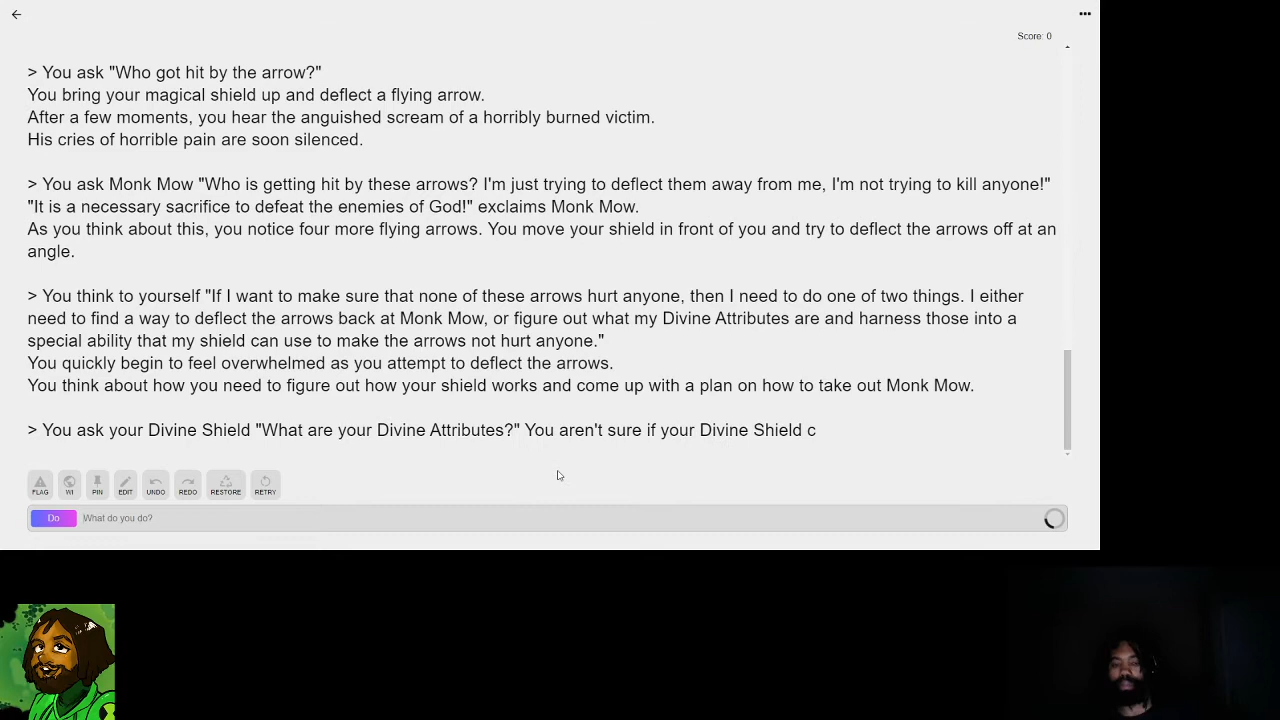 Score: 0
> You ask "Who got hit by the arrow?"
You bring your magical shield up and deflect a flying arrow.
After a few moments, you hear the anguished scream of a horribly burned victim.
His cries of horrible pain are soon silenced.
> You ask Monk Mow "Who is getting hit by these arrows? I'm just trying to deflect them away from me, I'm not trying to kill anyone!"
"It is a necessary sacrifice to defeat the enemies of God!" exclaims Monk Mow.
As you think about this, you notice four more flying arrows. You move your shield in front of you and try to deflect the arrows off at an
angle.
> You think to yourself "If I want to make sure that none of these arrows hurt anyone, then I need to do one of two things. I either
need to find a way to deflect the arrows back at Monk Mow, or figure out what my Divine Attributes are and harness those into a
special ability that my shield can use to make the arrows not hurt anyone."
You quickly begin to feel overwhelmed as you attempt to deflect the arrows.
You think about how you need to figure out how your shield works and come up with a plan on how to take out Monk Mow.
> You ask your Divine Shield "What are your Divine Attributes?" You aren't sure if your Divine Shield c
FLAG WI PIN EDIT UNDO REDO RESTORE RETRY
Do What do you do?